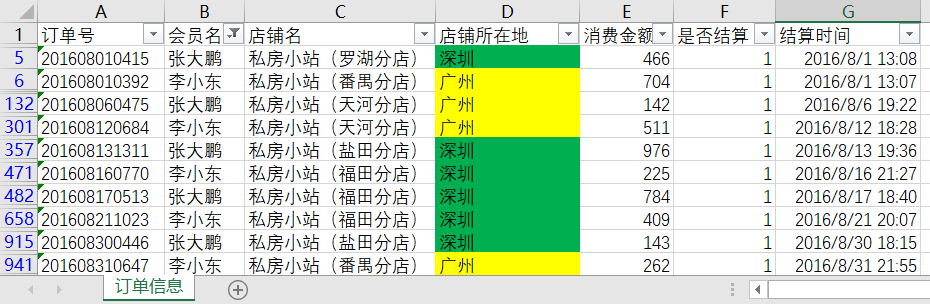 A B C D E F G
1 订单号 会员名 店铺名 店铺所在地 消费金额 是否结算 结算时间
5 201608010415 张大鹏 私房小站（罗湖分店） 深圳 466 1 2016/8/1 13:08
6 201608010392 李小东 私房小站（番禺分店） 广州 704 1 2016/8/1 13:07
132 201608060475 张大鹏 私房小站（天河分店） 广州 142 1 2016/8/6 19:22
301 201608120684 李小东 私房小站（天河分店） 广州 511 1 2016/8/12 18:28
357 201608131311 张大鹏 私房小站（盐田分店） 深圳 976 1 2016/8/13 19:36
471 201608160770 李小东 私房小站（福田分店） 深圳 225 1 2016/8/16 21:27
482 201608170513 张大鹏 私房小站（福田分店） 深圳 784 1 2016/8/17 18:40
658 201608211023 李小东 私房小站（福田分店） 深圳 409 1 2016/8/21 20:07
915 201608300446 张大鹏 私房小站（盐田分店） 深圳 143 1 2016/8/30 18:15
941 201608310647 李小东 私房小站（番禺分店） 广州 262 1 2016/8/31 21:55
订单信息